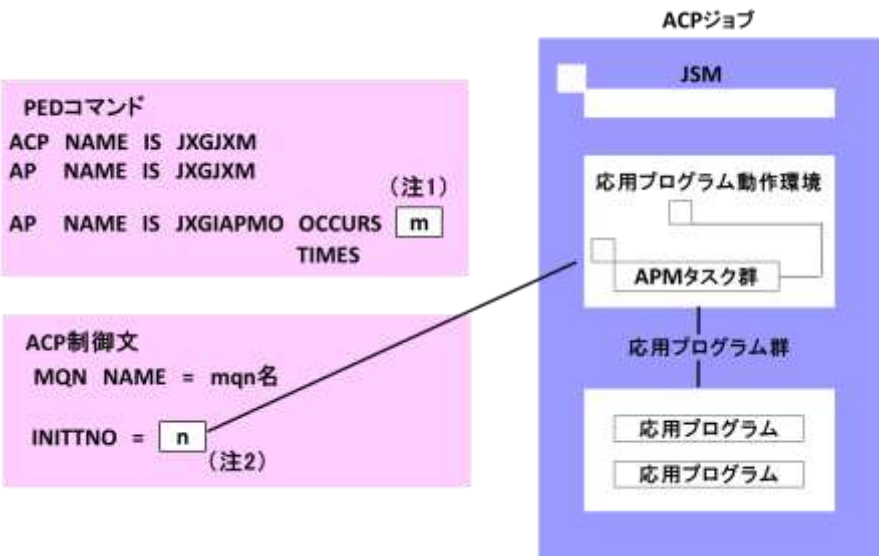 ACPジョブ
JSM
PEDコマンド
ACP NAME IS JXGJXM
AP NAME IS JXGJXM
(注1)
AP NAME IS JXGIAPMO OCCURS m
TIMES
応用プログラム動作環境
APMタスク群
ACP制御文
MQN NAME = mqn名
INITTNO = n
(注2)
応用プログラム群
応用プログラム
応用プログラム